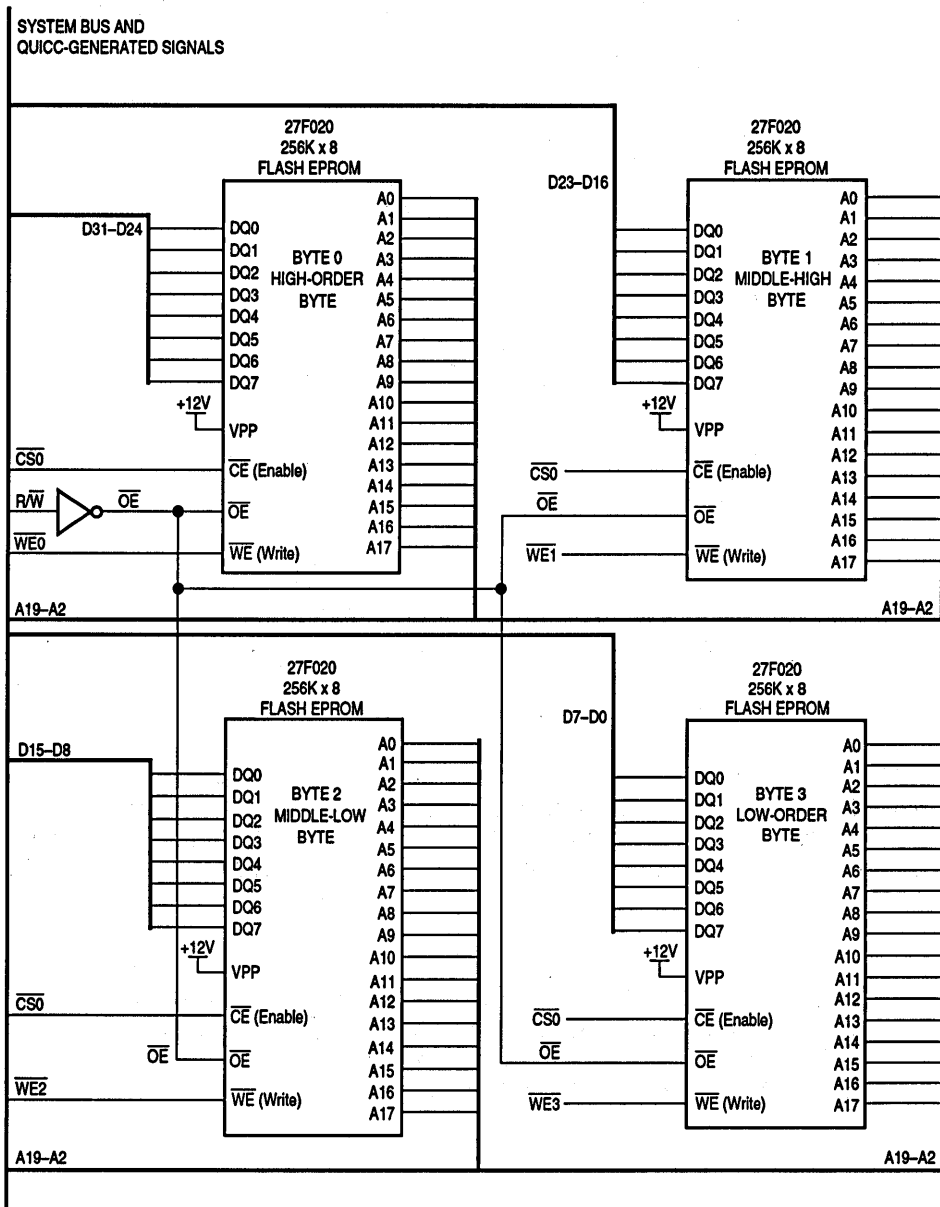 SYSTEM BUS AND
QUICC-GENERATED SIGNALS
27F020
256K x 8
FLASH EPROM
D31–D24
DQ0
DQ1
DQ2
DQ3
DQ4
DQ5
DQ6
DQ7
BYTE 0
HIGH-ORDER
BYTE
A0
A1
A2
A3
A4
A5
A6
A7
A8
A9
A10
A11
A12
A13
A14
A15
A16
A17
+12V
VPP
CS0
CE (Enable)
R/W
OE
OE
WE0
WE (Write)
A19–A2
27F020
256K x 8
FLASH EPROM
D23–D16
DQ0
DQ1
DQ2
DQ3
DQ4
DQ5
DQ6
DQ7
BYTE 1
MIDDLE-HIGH
BYTE
A0
A1
A2
A3
A4
A5
A6
A7
A8
A9
A10
A11
A12
A13
A14
A15
A16
A17
+12V
VPP
CS0
CE (Enable)
OE
OE
WE1
WE (Write)
A19–A2
27F020
256K x 8
FLASH EPROM
D15–D8
DQ0
DQ1
DQ2
DQ3
DQ4
DQ5
DQ6
DQ7
BYTE 2
MIDDLE-LOW
BYTE
A0
A1
A2
A3
A4
A5
A6
A7
A8
A9
A10
A11
A12
A13
A14
A15
A16
A17
+12V
VPP
CS0
CE (Enable)
OE
OE
WE2
WE (Write)
A19–A2
27F020
256K x 8
FLASH EPROM
D7–D0
DQ0
DQ1
DQ2
DQ3
DQ4
DQ5
DQ6
DQ7
BYTE 3
LOW-ORDER
BYTE
A0
A1
A2
A3
A4
A5
A6
A7
A8
A9
A10
A11
A12
A13
A14
A15
A16
A17
+12V
VPP
CS0
CE (Enable)
OE
OE
WE3
WE (Write)
A19–A2